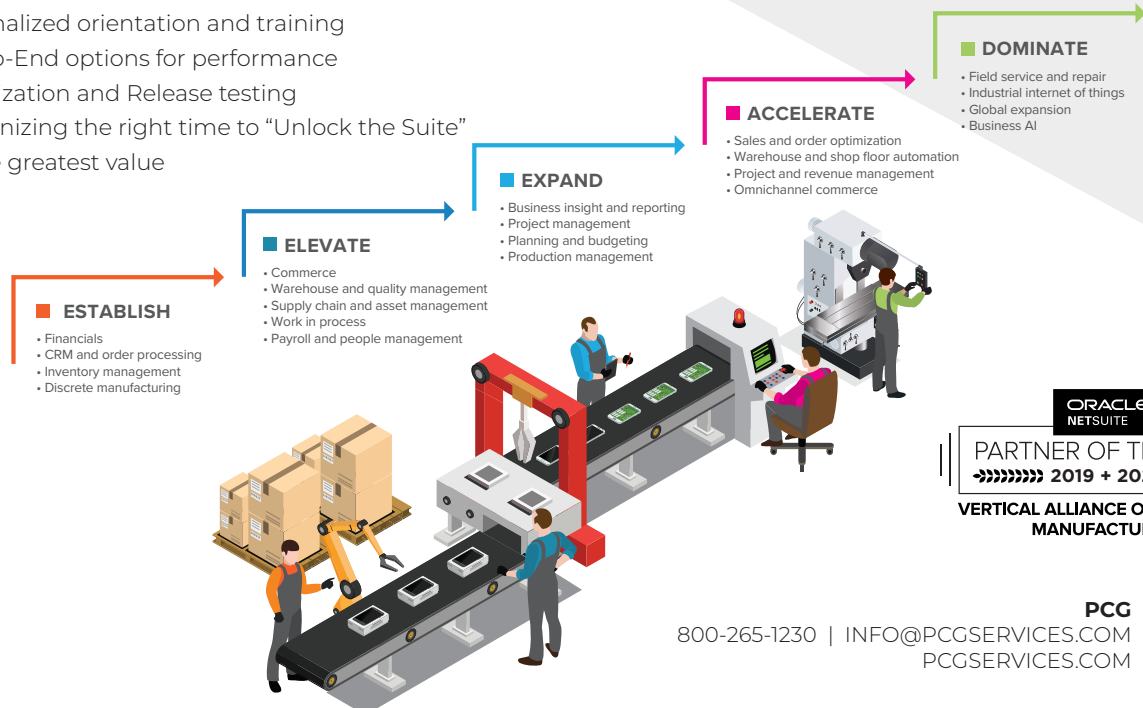 nalized orientation and training
o-End options for performance
ization and Release testing
nizing the right time to “Unlock the Suite”
e greatest value
DOMINATE
• Field service and repair
• Industrial internet of things
• Global expansion
• Business AI
ACCELERATE
• Sales and order optimization
• Warehouse and shop floor automation
• Project and revenue management
• Omnichannel commerce
EXPAND
• Business insight and reporting
• Project management
• Planning and budgeting
• Production management
ELEVATE
• Commerce
• Warehouse and quality management
• Supply chain and asset management
• Work in process
• Payroll and people management
ESTABLISH
• Financials
• CRM and order processing
• Inventory management
• Discrete manufacturing
ORACLE
NETSUITE
PARTNER OF T
2019 + 20
VERTICAL ALLIANCE O
MANUFACTU
PCG
800-265-1230 | INFO@PCGSERVICES.COM
PCGSERVICES.COM